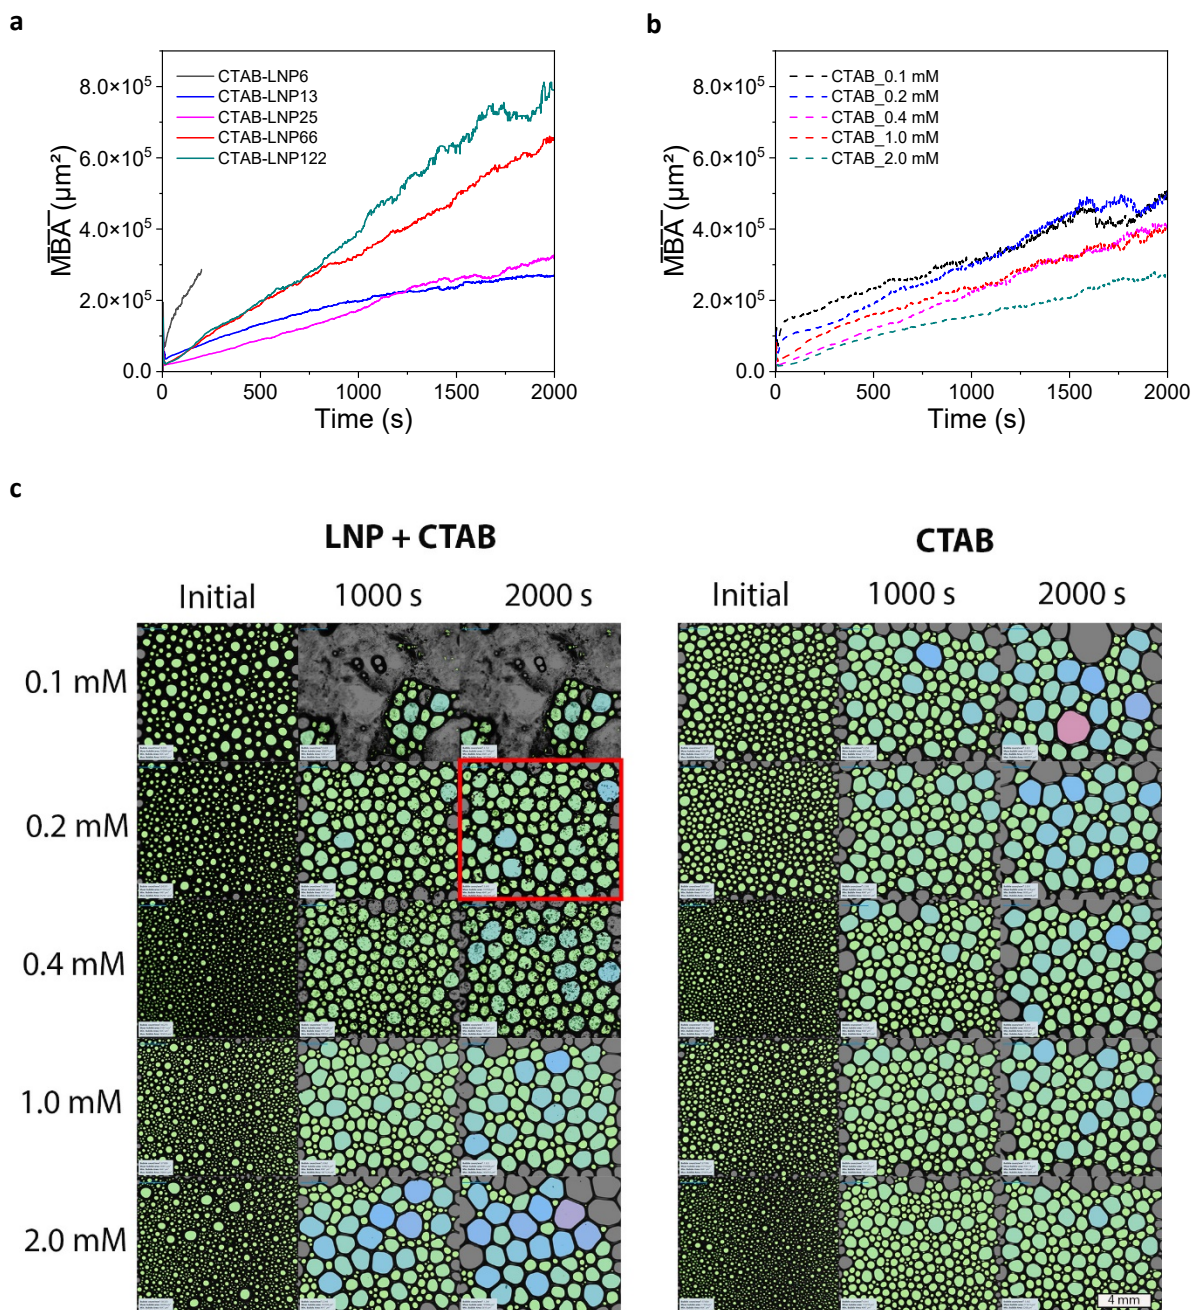 a
b
8.0×10⁵
6.0×10⁵
4.0×10⁵
2.0×10⁵
0.0
MBA (µm²)
CTAB-LNP6
CTAB-LNP13
CTAB-LNP25
CTAB-LNP66
CTAB-LNP122
0 500 1000 1500 2000
Time (s)
8.0×10⁵
6.0×10⁵
4.0×10⁵
2.0×10⁵
0.0
MBA (µm²)
CTAB_0.1 mM
CTAB_0.2 mM
CTAB_0.4 mM
CTAB_1.0 mM
CTAB_2.0 mM
0 500 1000 1500 2000
Time (s)
c
LNP + CTAB CTAB
Initial 1000 s 2000 s Initial 1000 s 2000 s
0.1 mM
0.2 mM
0.4 mM
1.0 mM
2.0 mM
4 mm